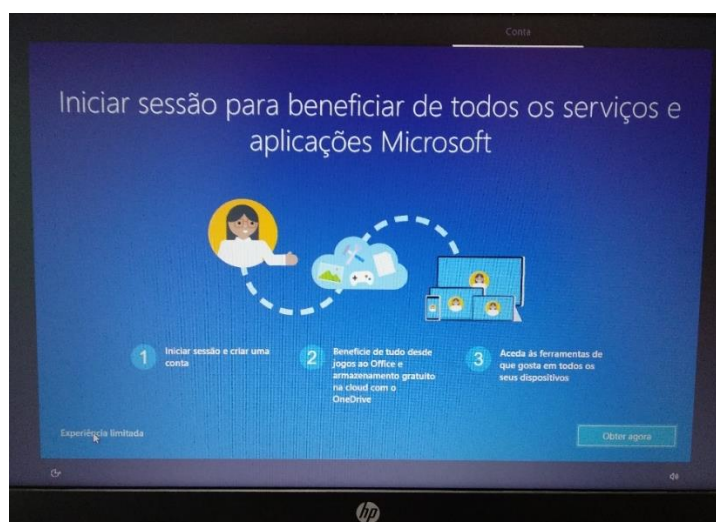 Conta
Iniciar sessão para beneficiar de todos os serviços e
aplicações Microsoft
1
Iniciar sessão e criar uma
conta
2
Beneficie de tudo desde
jogos ao Office e
armazenamento gratuito
na cloud com o
OneDrive
3
Aceda às ferramentas de
que gosta em todos os
seus dispositivos
Experiência limitada
Obter agora
hp